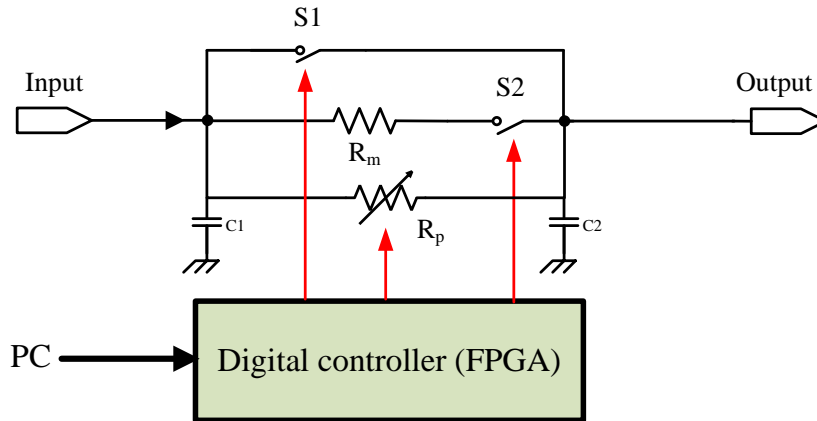 S1
Input
Output
S2
Rm
Rp
C1
C2
PC
Digital controller (FPGA)